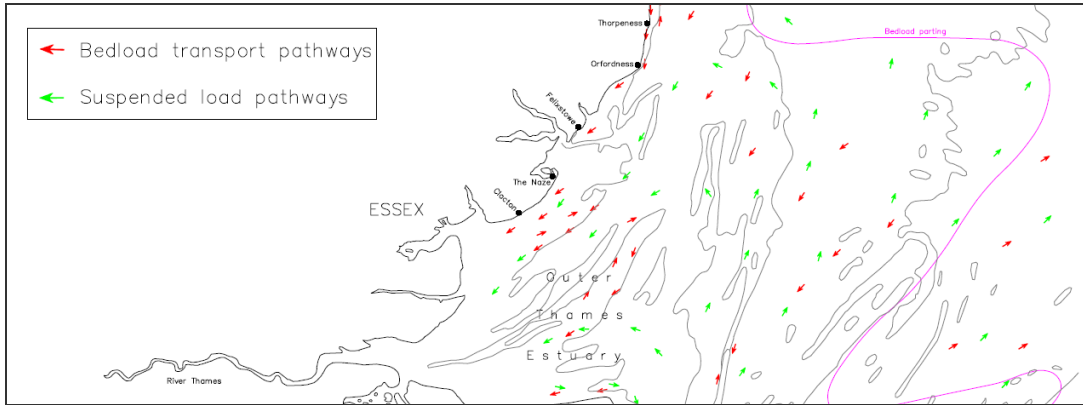 Bedload transport pathways
Suspended load pathways
Thorpeness
Bedload parting
Orfordness
Felixstowe
The Naze
Clacton
ESSEX
Outer
Thames
Estuary
River Thames